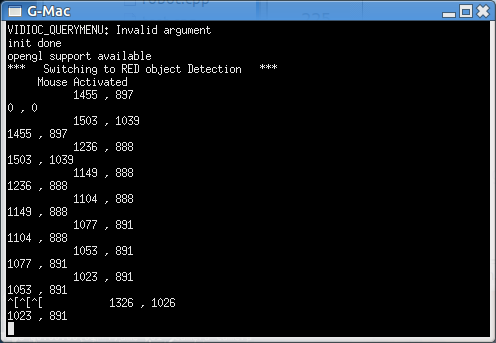 G-Mac
VIDIOC_QUERYMENU: Invalid argument
init done
opengl support available
*** Switching to RED object Detection ***
Mouse Activated
1455 , 897
0 , 0
1503 , 1039
1455 , 897
1236 , 888
1503 , 1039
1149 , 888
1236 , 888
1104 , 888
1149 , 888
1077 , 891
1104 , 888
1053 , 891
1077 , 891
1023 , 891
1053 , 891
^[^[^[ 1326 , 1026
1023 , 891